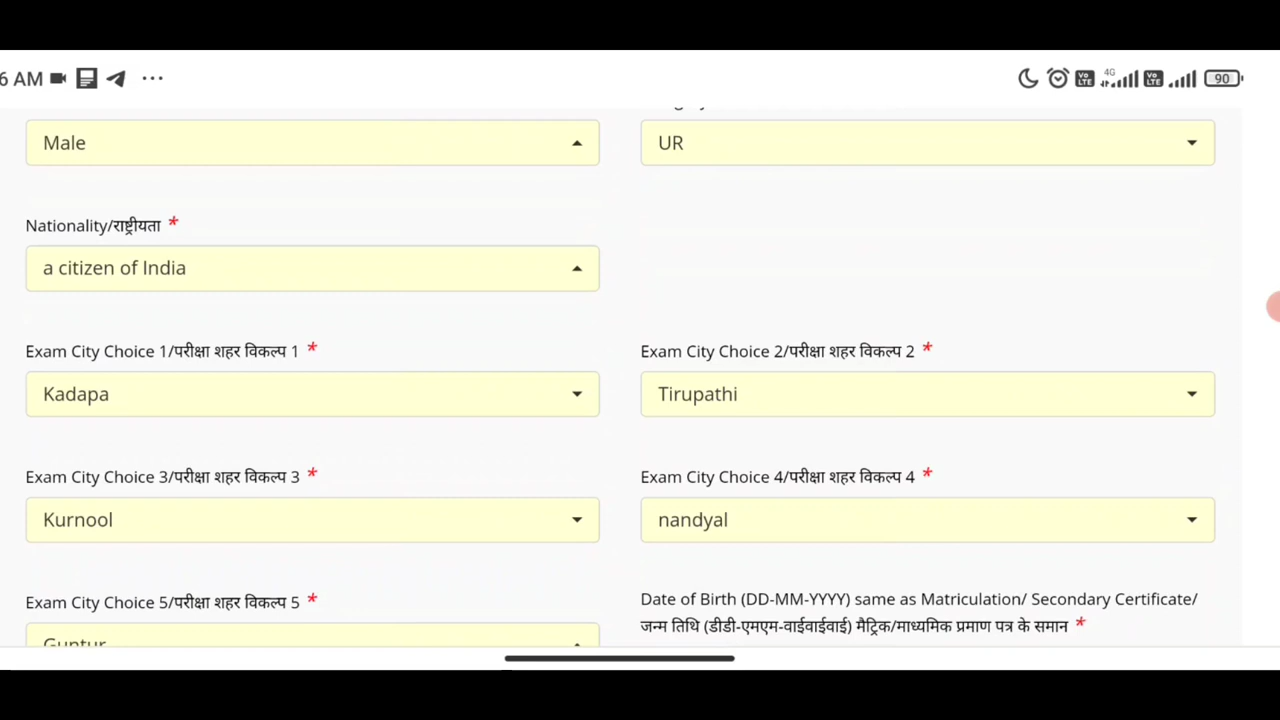 6 AM ... 4G 90
Male UR
Nationality/राष्ट्रीयता *
a citizen of India
Exam City Choice 1/परीक्षा शहर विकल्प 1 * Exam City Choice 2/परीक्षा शहर विकल्प 2 *
Kadapa Tirupathi
Exam City Choice 3/परीक्षा शहर विकल्प 3 * Exam City Choice 4/परीक्षा शहर विकल्प 4 *
Kurnool nandyal
Exam City Choice 5/परीक्षा शहर विकल्प 5 *
Guntur
Date of Birth (DD-MM-YYYY) same as Matriculation/ Secondary Certificate/
जन्म तिथि (डीडी-एमएम-वाईवाईवाई) मैट्रिक/माध्यमिक प्रमाण पत्र के समान *